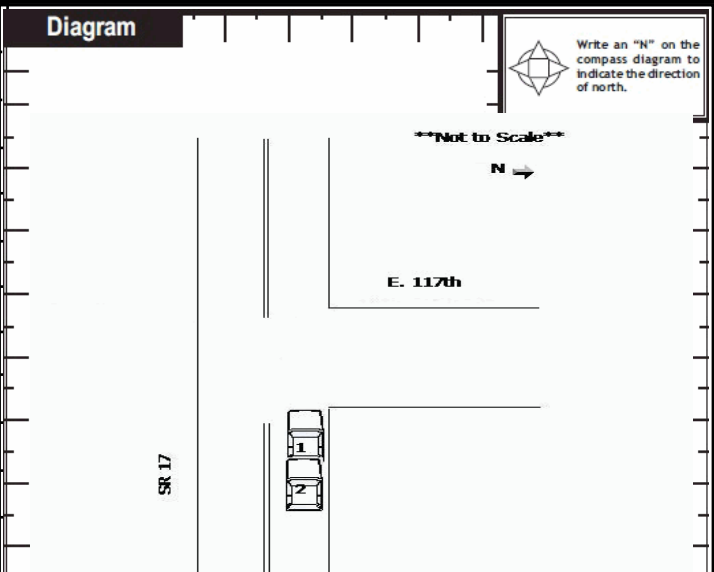 Diagram
Write an “N” on the
compass diagram to
indicate the direction
of north.
**Not to Scale**
N
E. 117th
1
SR 17
2